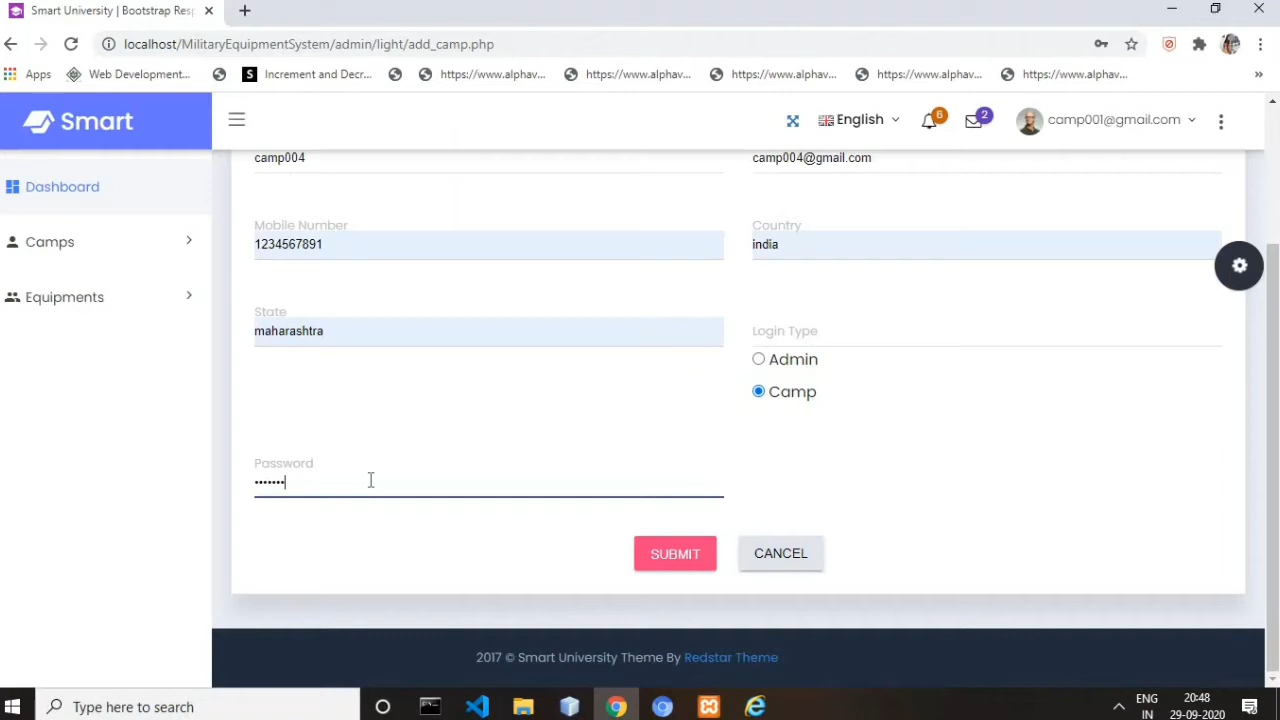 Smart University | Bootstrap Res
localhost/MilitaryEquipmentSystem/admin/light/add_camp.php
Apps Web Development... S Increment and Decr... https://www.alphav... https://www.alphav... https://www.alphav... https://www.alphav... https://www.alphav... »
Smart English 6 2 camp001@gmail.com
camp004 camp004@gmail.com
Dashboard
Mobile Number Country
1234567891 india
Camps
Equipments
State
maharashtra Login Type
Admin
Camp
Password
•••••••
SUBMIT CANCEL
2017 © Smart University Theme By Redstar Theme
Type here to search ENG 20:48
IN 29-09-2020